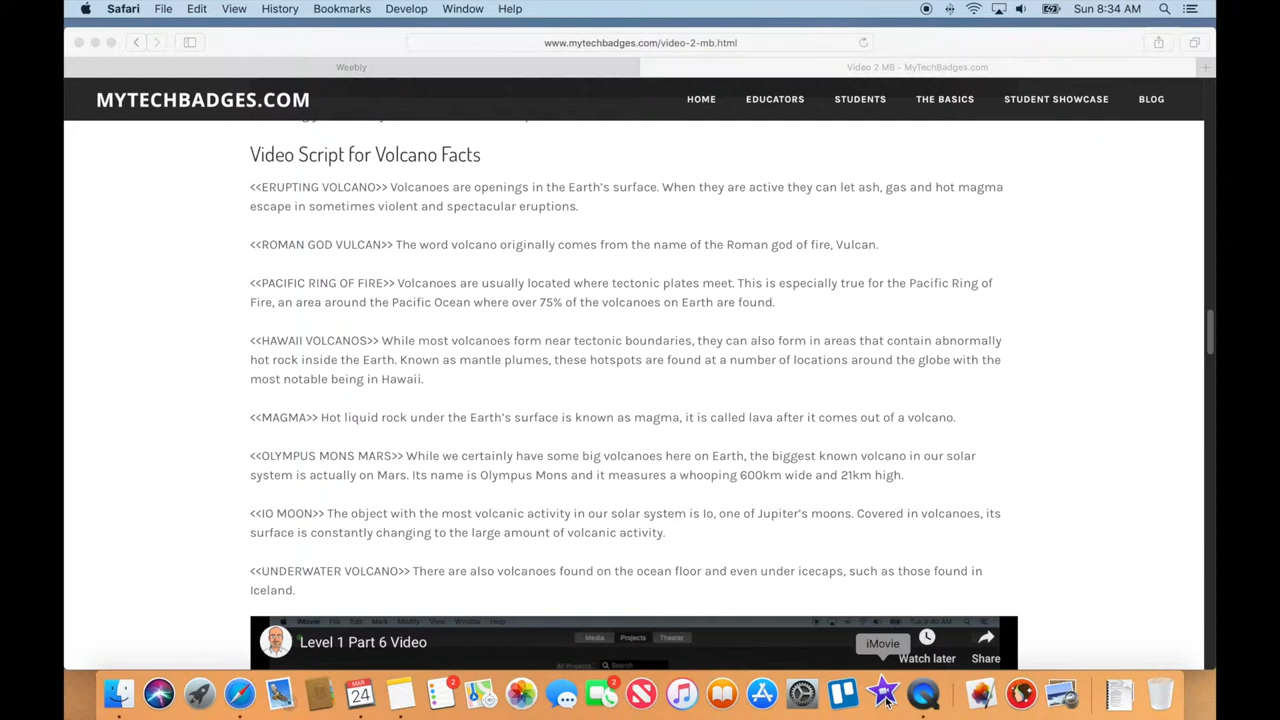 Safari File Edit View History Bookmarks Develop Window Help Sun 8:34 AM
www.mytechbadges.com/video-2-mb.html
Weebly Video 2 MB - MyTechBadges.com
MYTECHBADGES.COM HOME EDUCATORS STUDENTS THE BASICS STUDENT SHOWCASE BLOG
Video Script for Volcano Facts
<<ERUPTING VOLCANO>> Volcanoes are openings in the Earth's surface. When they are active they can let ash, gas and hot magma
escape in sometimes violent and spectacular eruptions.
<<ROMAN GOD VULCAN>> The word volcano originally comes from the name of the Roman god of fire, Vulcan.
<<PACIFIC RING OF FIRE>> Volcanoes are usually located where tectonic plates meet. This is especially true for the Pacific Ring of
Fire, an area around the Pacific Ocean where over 75% of the volcanoes on Earth are found.
<<HAWAII VOLCANOS>> While most volcanoes form near tectonic boundaries, they can also form in areas that contain abnormally
hot rock inside the Earth. Known as mantle plumes, these hotspots are found at a number of locations around the globe with the
most notable being in Hawaii.
<<MAGMA>> Hot liquid rock under the Earth's surface is known as magma, it is called lava after it comes out of a volcano.
<<OLYMPUS MONS MARS>> While we certainly have some big volcanoes here on Earth, the biggest known volcano in our solar
system is actually on Mars. Its name is Olympus Mons and it measures a whooping 600km wide and 21km high.
<<IO MOON>> The object with the most volcanic activity in our solar system is Io, one of Jupiter's moons. Covered in volcanoes, its
surface is constantly changing to the large amount of volcanic activity.
<<UNDERWATER VOLCANO>> There are also volcanoes found on the ocean floor and even under icecaps, such as those found in
Iceland.
Level 1 Part 6 Video
Media Projects Theater
All Projects Search
iMovie
Watch later Share
MAR
24
2
2